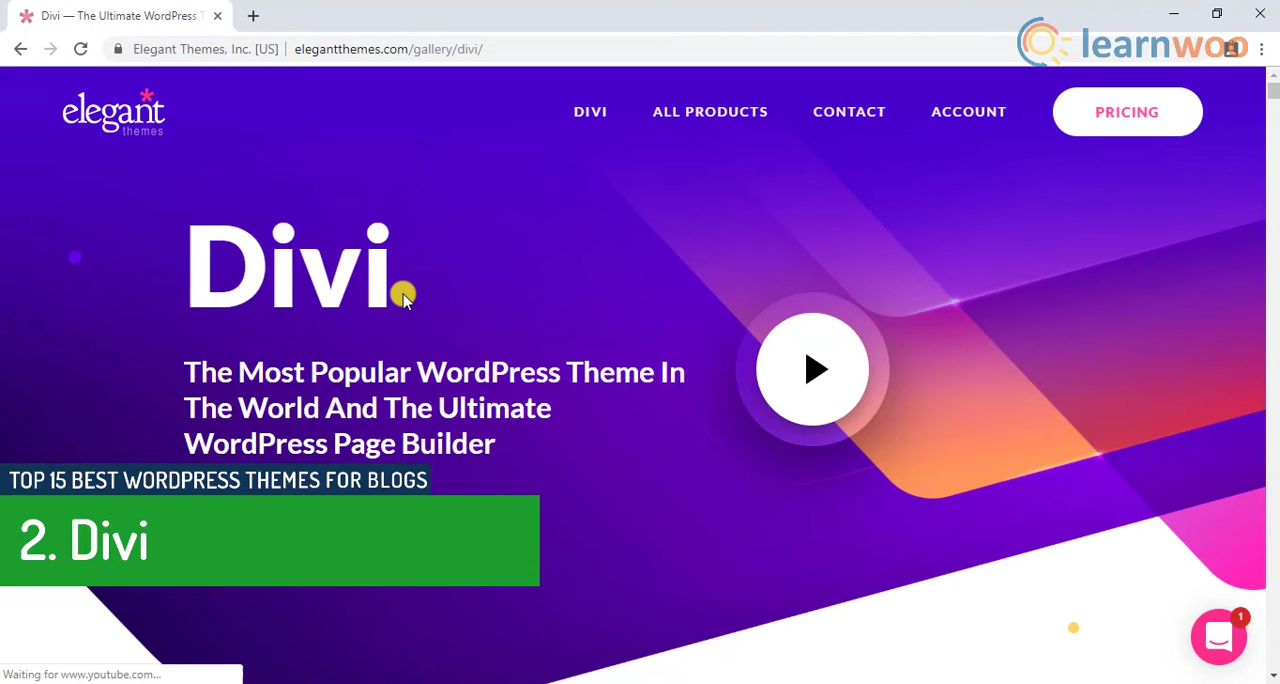 Divi — The Ultimate WordPress T
learnwoo
Elegant Themes, Inc. [US]
elegantthemes.com/gallery/divi/
elegant
themes
DIVI
ALL PRODUCTS
CONTACT
ACCOUNT
PRICING
Divi
The Most Popular WordPress Theme In
The World And The Ultimate
WordPress Page Builder
TOP 15 BEST WORDPRESS THEMES FOR BLOGS
2. Divi
1
Waiting for www.youtube.com...